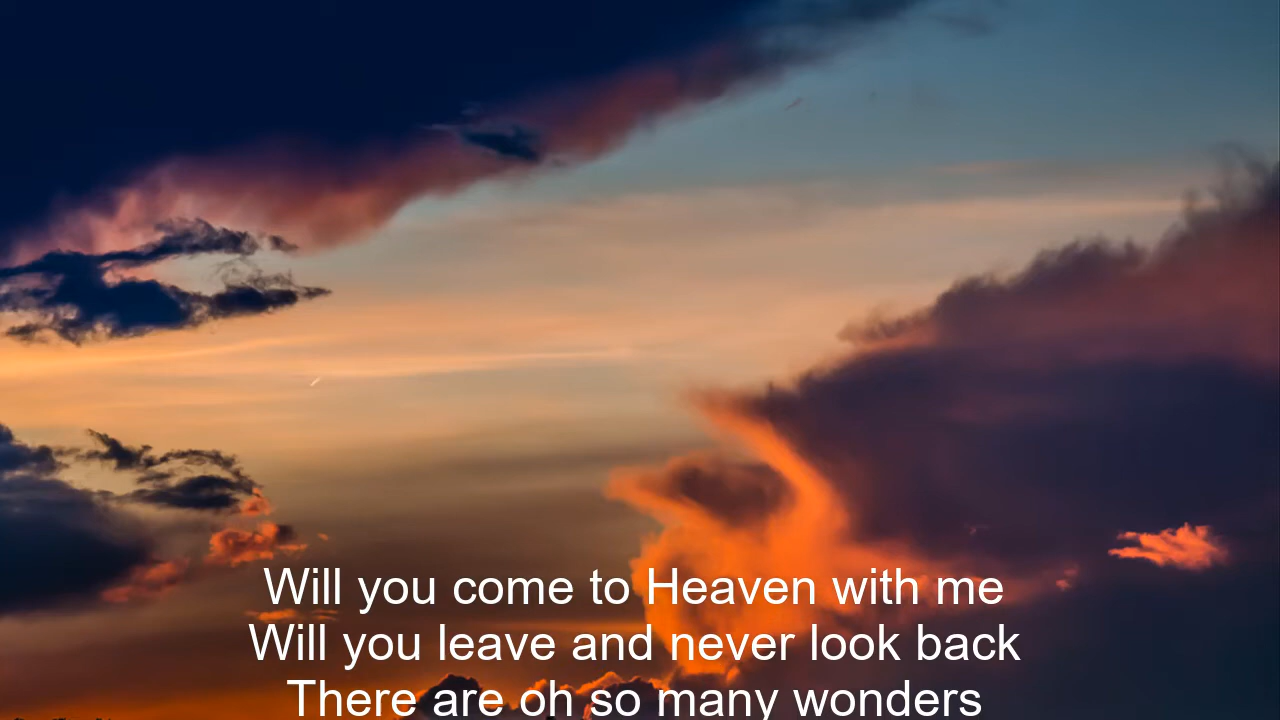 Will you come to Heaven with me
Will you leave and never look back
There are oh so many wonders